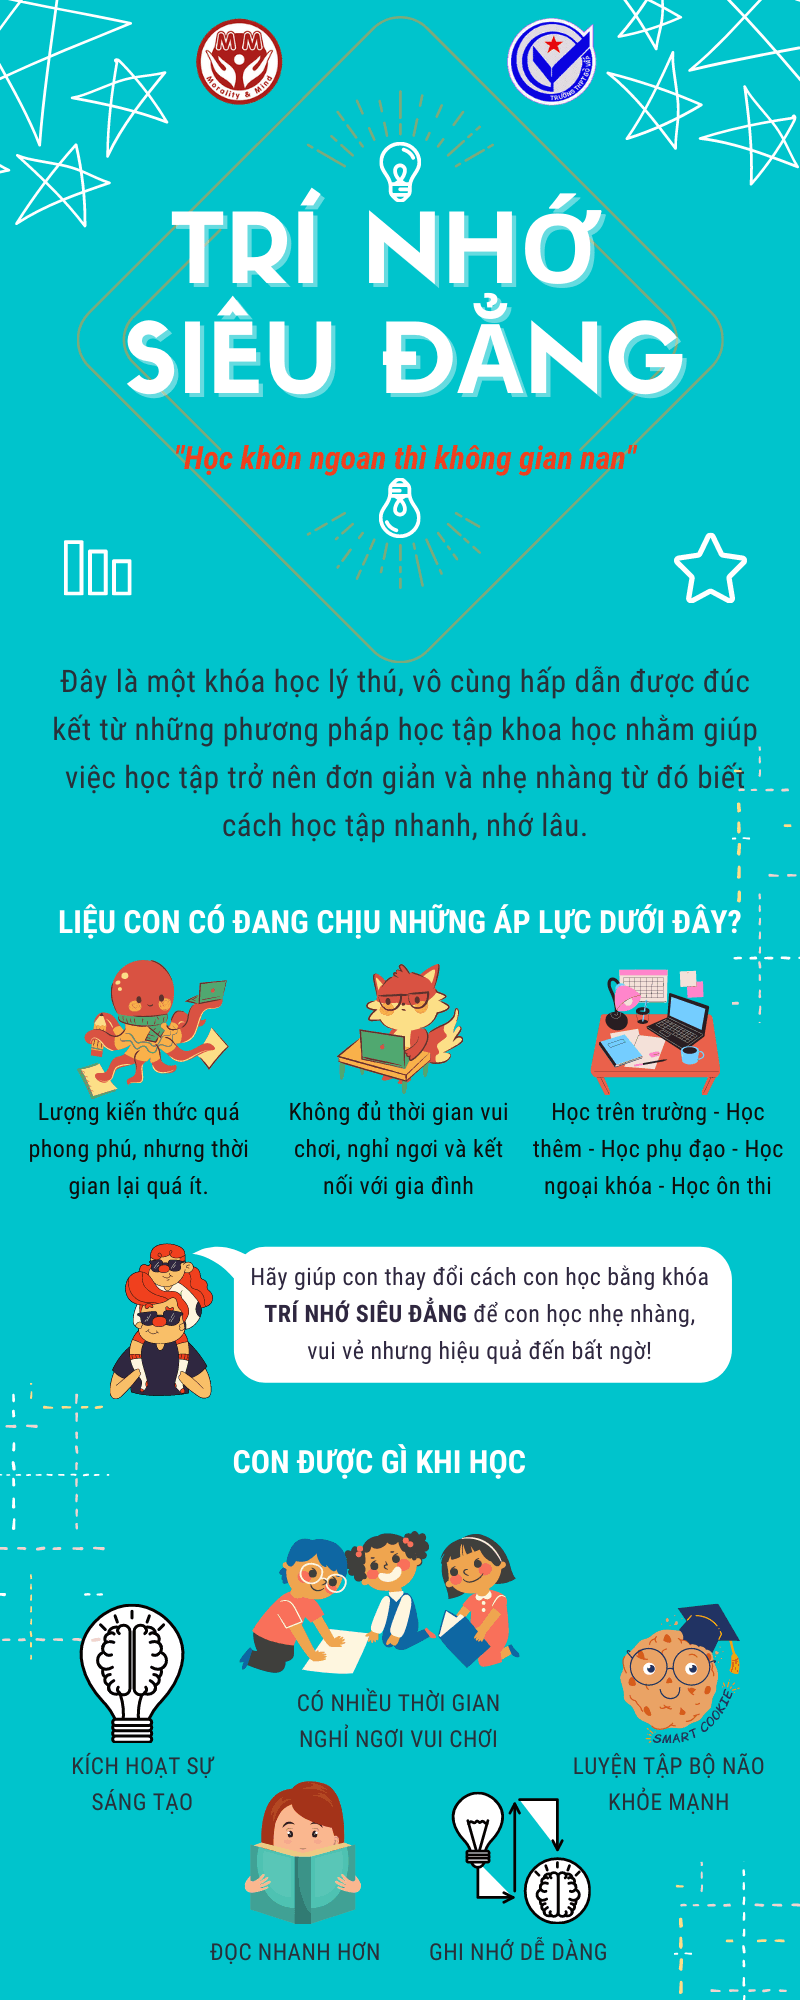 MM
Morality & Mind
TRƯỜNG THPT
TRÍ NHỚ
SIÊU ĐẲNG
"Học khôn ngoan thì không gian nan"
Đây là một khóa học lý thú, vô cùng hấp dẫn được đúc
kết từ những phương pháp học tập khoa học nhằm giúp
việc học tập trở nên đơn giản và nhẹ nhàng từ đó biết
cách học tập nhanh, nhớ lâu.
LIỆU CON CÓ ĐANG CHỊU NHỮNG ÁP LỰC DƯỚI ĐÂY?
Lượng kiến thức quá
phong phú, nhưng thời
gian lại quá ít.
Không đủ thời gian vui
chơi, nghỉ ngơi và kết
nối với gia đình
Học trên trường - Học
thêm - Học phụ đạo - Học
ngoại khóa - Học ôn thi
Hãy giúp con thay đổi cách con học bằng khóa
TRÍ NHỚ SIÊU ĐẲNG để con học nhẹ nhàng,
vui vẻ nhưng hiệu quả đến bất ngờ!
CON ĐƯỢC GÌ KHI HỌC
CÓ NHIỀU THỜI GIAN
NGHỈ NGƠI VUI CHƠI
SMART COOKIE
KÍCH HOẠT SỰ
SÁNG TẠO
LUYỆN TẬP BỘ NÃO
KHỎE MẠNH
ĐỌC NHANH HƠN
GHI NHỚ DỄ DÀNG